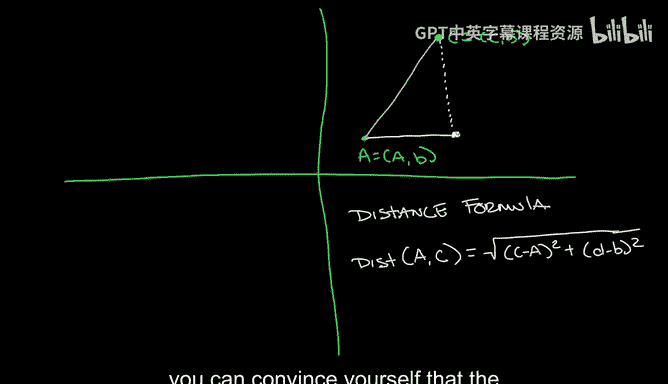 GPT中英字幕课程资源 bilibili
A=(A,b)
DISTANCE FORMULA
Dist(A,C)=√(C-A)²+(d-b)²
you can convince yourself that the